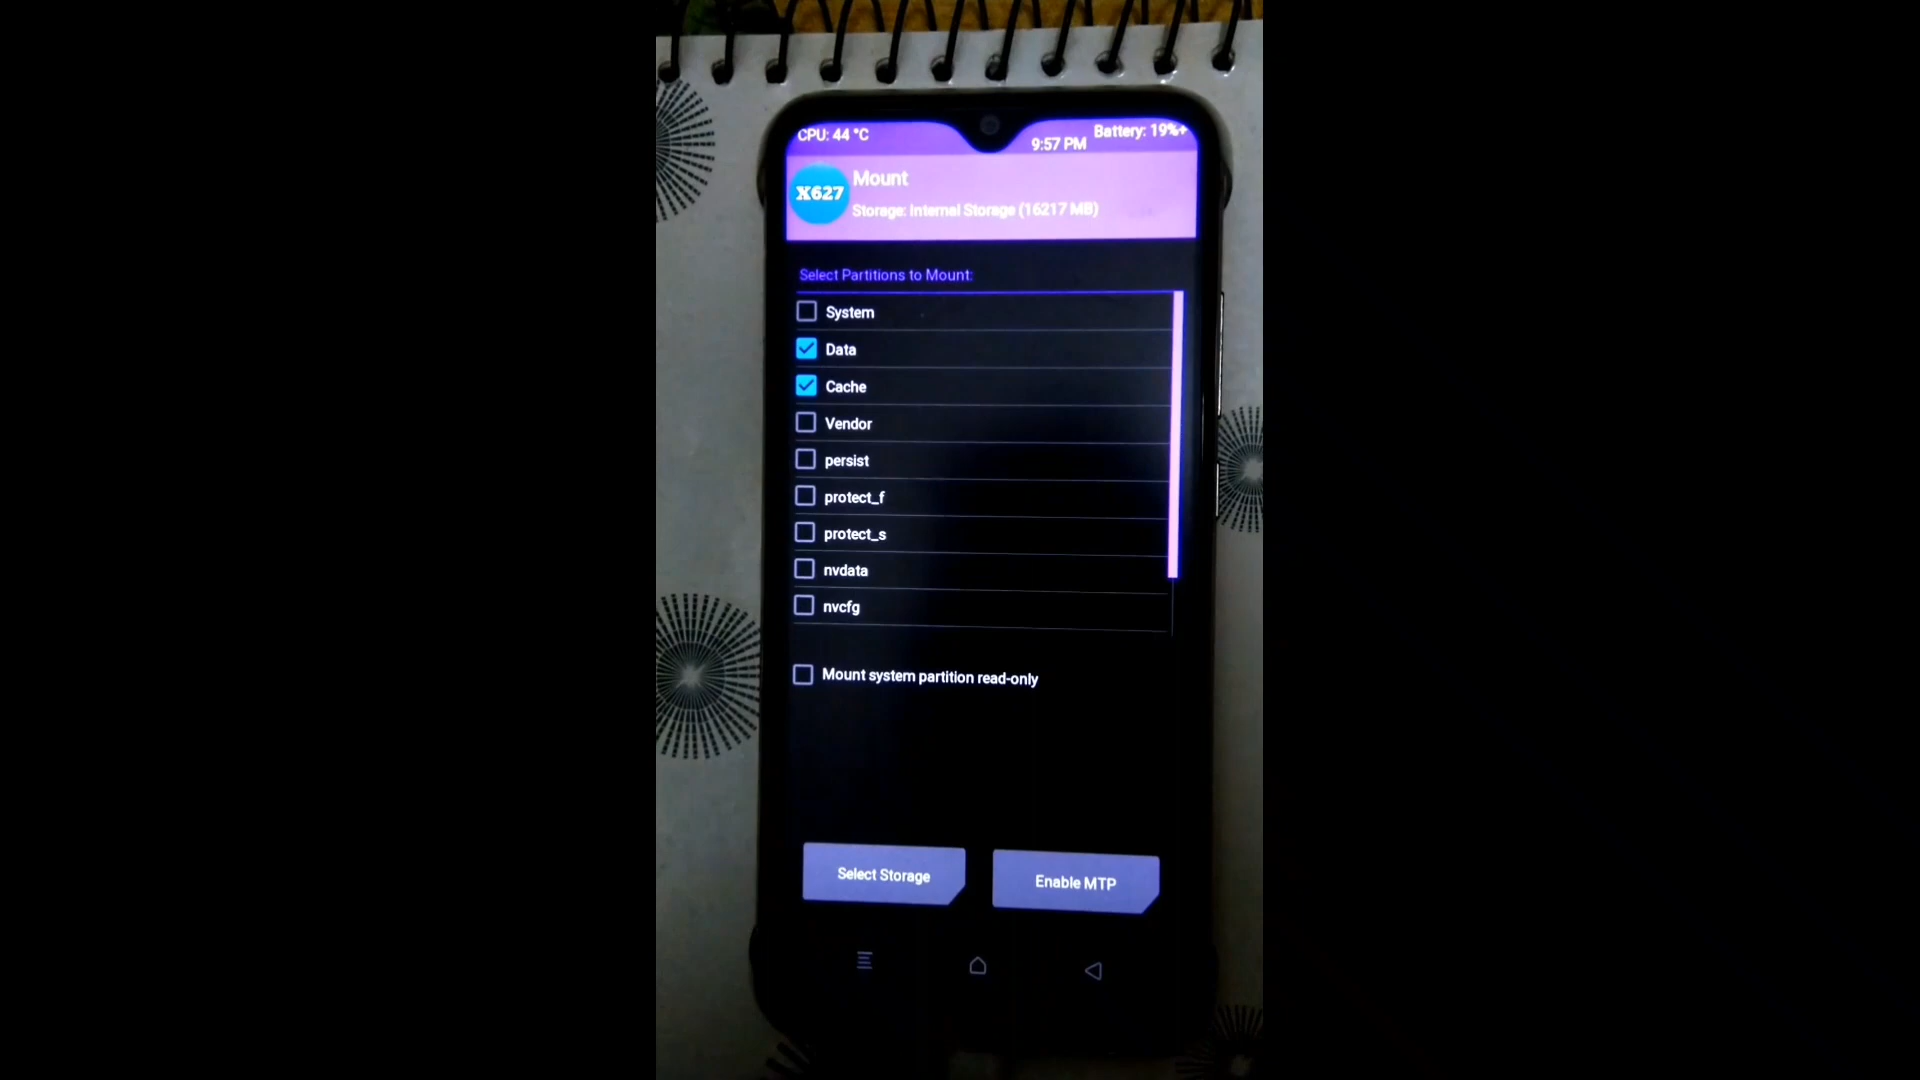 CPU: 44 °C
9:57 PM
Battery: 19%+
X627
Mount
Storage: Internal Storage (16217 MB)
Select Partitions to Mount:
System
Data
Cache
Vendor
persist
protect_f
protect_s
nvdata
nvcfg
Mount system partition read-only
Select Storage
Enable MTP